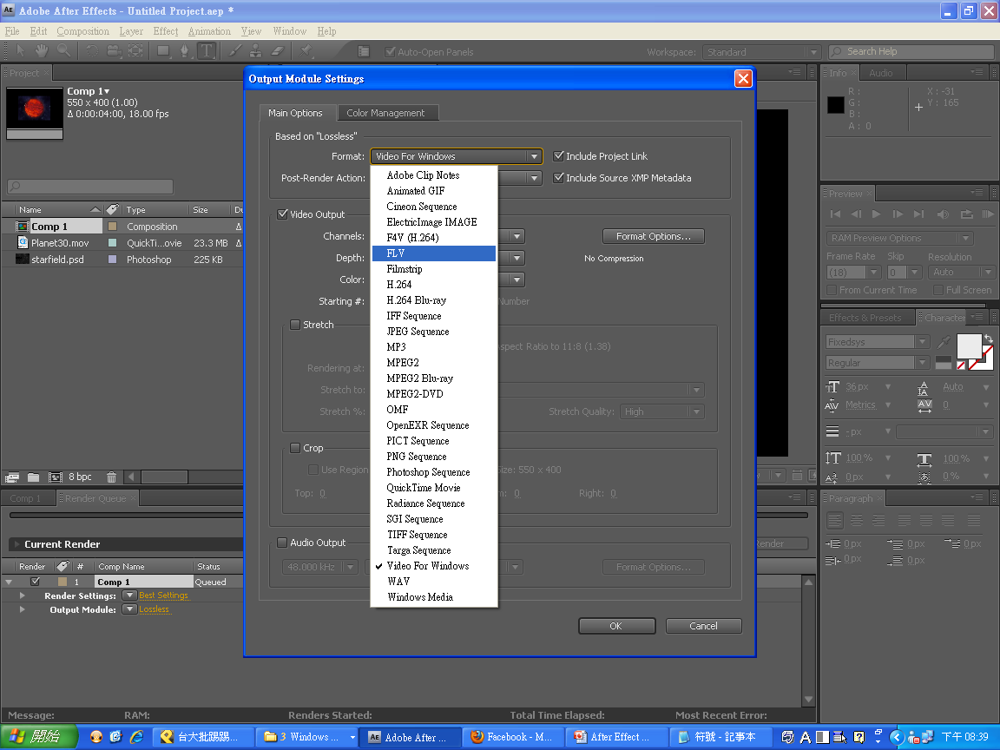 Adobe After Effects - Untitled Project.aep *
File Edit Composition Layer Effect Animation View Window Help
Auto-Open Panels
Workspace: Standard
Search Help
Project
Comp 1
550 x 400 (1.00)
Δ 0:00:04:00, 18.00 fps
Name Type Size Du
Comp 1 Composition Δ
Planet30.mov QuickTi...ovie 23.3 MB Δ
starfield.psd Photoshop 225 KB
8 bpc
Output Module Settings
Main Options
Color Management
Based on "Lossless"
Format: Video For Windows
Include Project Link
Post-Render Action:
Include Source XMP Metadata
Video Output
Channels:
Format Options...
Depth:
No Compression
Color:
Starting #:
Number
Stretch
Aspect Ratio to 11:8 (1.38)
Rendering at:
Stretch to:
Stretch %:
Stretch Quality: High
Crop
Use Region
Size: 550 x 400
Top: 0
m: 0
Right: 0
Audio Output
48.000 kHz
Format Options...
OK
Cancel
Adobe Clip Notes
Animated GIF
Cineon Sequence
ElectricImage IMAGE
F4V (H.264)
FLV
Filmstrip
H.264
H.264 Blu-ray
IFF Sequence
JPEG Sequence
MP3
MPEG2
MPEG2 Blu-ray
MPEG2-DVD
OMF
OpenEXR Sequence
PICT Sequence
PNG Sequence
Photoshop Sequence
QuickTime Movie
Radiance Sequence
SGI Sequence
TIFF Sequence
Targa Sequence
Video For Windows
WAV
Windows Media
Info
Audio
R :
G :
B :
A : 0
X : -31
Y : 165
Preview
RAM Preview Options
Frame Rate Skip Resolution
(18) 0 Auto
From Current Time Full Screen
Effects & Presets
Character
Fixedsys
Regular
36 px Auto
Metrics 0
- px
100 % 100 %
0 px 0 %
Paragraph
0 px 0 px 0 px
0 px 0 px
Comp 1
Render Queue
Current Render
Render
Render # Comp Name Status
1 Comp 1 Queued
Render Settings: Best Settings
Output Module: Lossless
Message: RAM: Renders Started: Total Time Elapsed: Most Recent Error:
開始
台大批踢踢...
3 Windows ...
Adobe After ...
Facebook - M...
After Effect ...
符號 - 記事本
下午 08:39